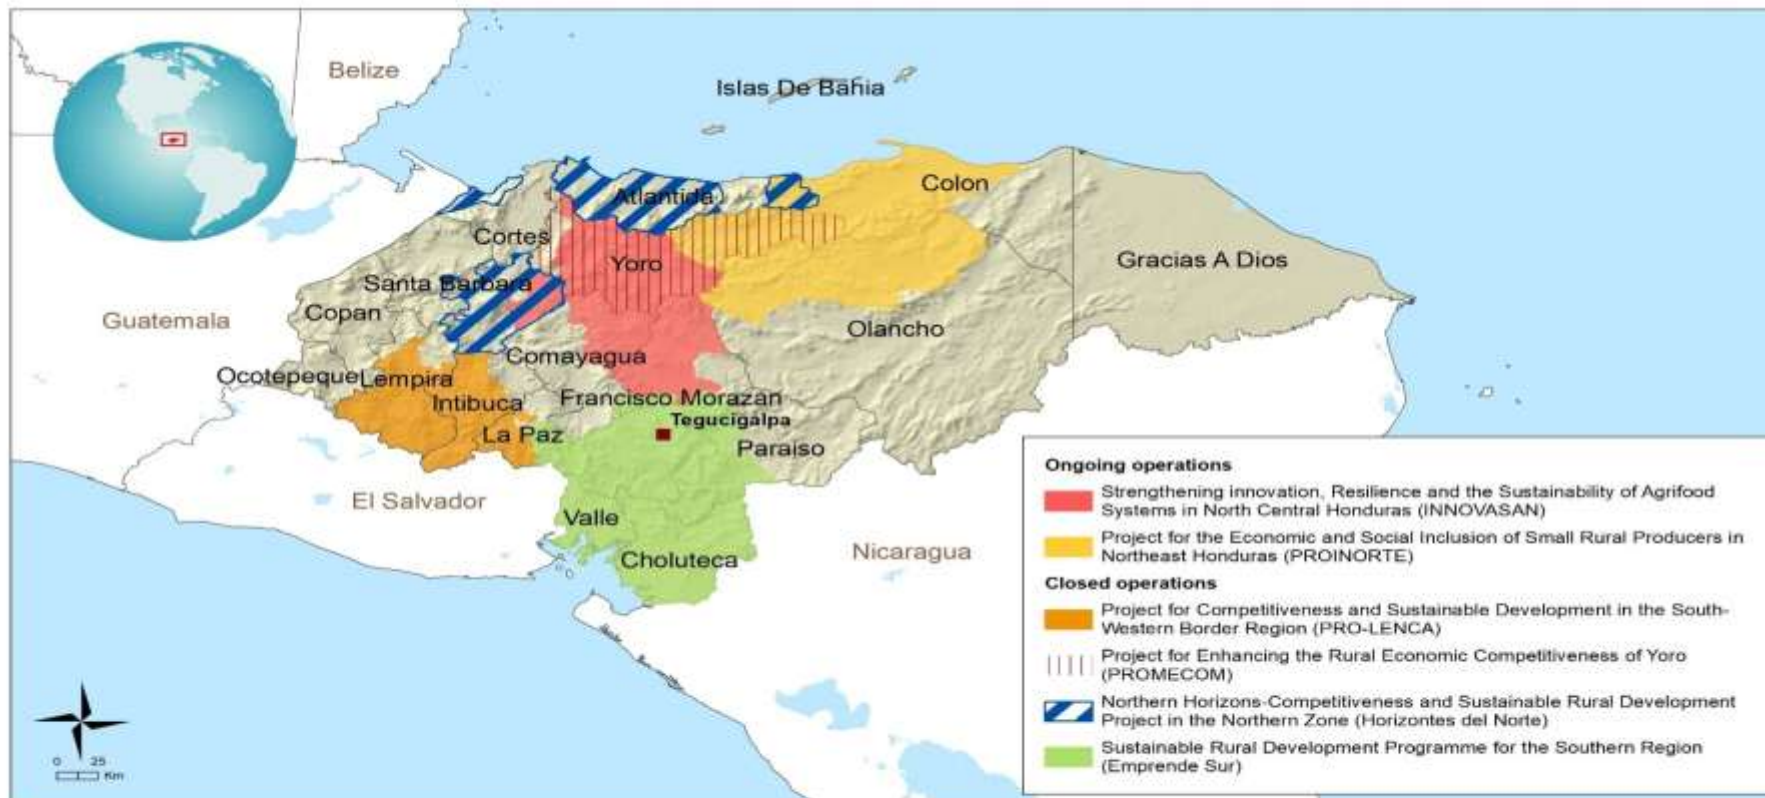 Belize
Islas De Bahia
Colon
Atlantida
Cortes
Yoro
Gracias A Dios
Santa Barbara
Copan
Guatemala
Olancho
Comayagua
Ocotepeque
Lempira
Intibuca
Francisco Morazan
Tegucigalpa
La Paz
Paraiso
El Salvador
Valle
Choluteca
Nicaragua
Ongoing operations
Strengthening innovation, Resilience and the Sustainability of Agrifood
Systems in North Central Honduras (INNOVASAN)
Project for the Economic and Social Inclusion of Small Rural Producers in
Northeast Honduras (PROINORTE)
Closed operations
Project for Competitiveness and Sustainable Development in the South-
Western Border Region (PRO-LENCA)
Project for Enhancing the Rural Economic Competitiveness of Yoro
(PROMECOM)
Northern Horizons-Competitiveness and Sustainable Rural Development
Project in the Northern Zone (Horizontes del Norte)
Sustainable Rural Development Programme for the Southern Region
(Emprende Sur)
0 25
Km